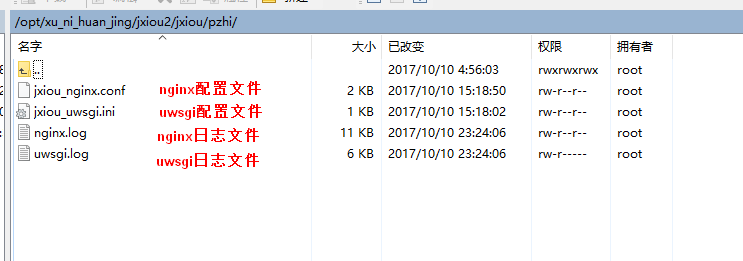 /opt/xu_ni_huan_jing/jxiou2/jxiou/pzhi/
名字 大小 已改变 权限 拥有者
.. 2017/10/10 4:56:03 rwxrwxrwx root
jxiou_nginx.conf nginx配置文件 2 KB 2017/10/10 15:18:50 rw-r--r-- root
jxiou_uwsgi.ini uwsgi配置文件 1 KB 2017/10/10 15:18:02 rw-r--r-- root
nginx.log nginx日志文件 11 KB 2017/10/10 23:24:06 rw-r--r-- root
uwsgi.log uwsgi日志文件 6 KB 2017/10/10 23:24:06 rw-r----- root